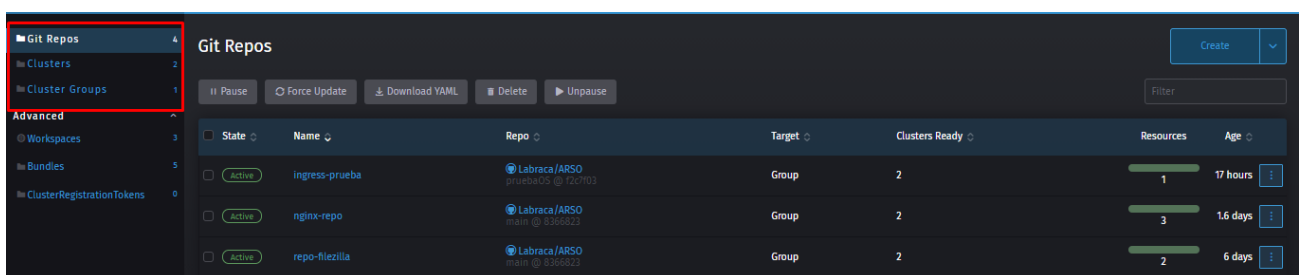 Git Repos 4
Clusters 2
Cluster Groups 1
Advanced
Workspaces 3
Bundles 5
ClusterRegistrationTokens 0
Git Repos
Create
Pause Force Update Download YAML Delete Unpause
Filter
State Name Repo Target Clusters Ready Resources Age
Active ingress-prueba Labraca/ARSO Group 2 1 17 hours
pruebaOS @ f2c7f03
Active nginx-repo Labraca/ARSO Group 2 3 1.6 days
main @ 8366823
Active repo-filezilla Labraca/ARSO Group 2 2 6 days
main @ 8366823